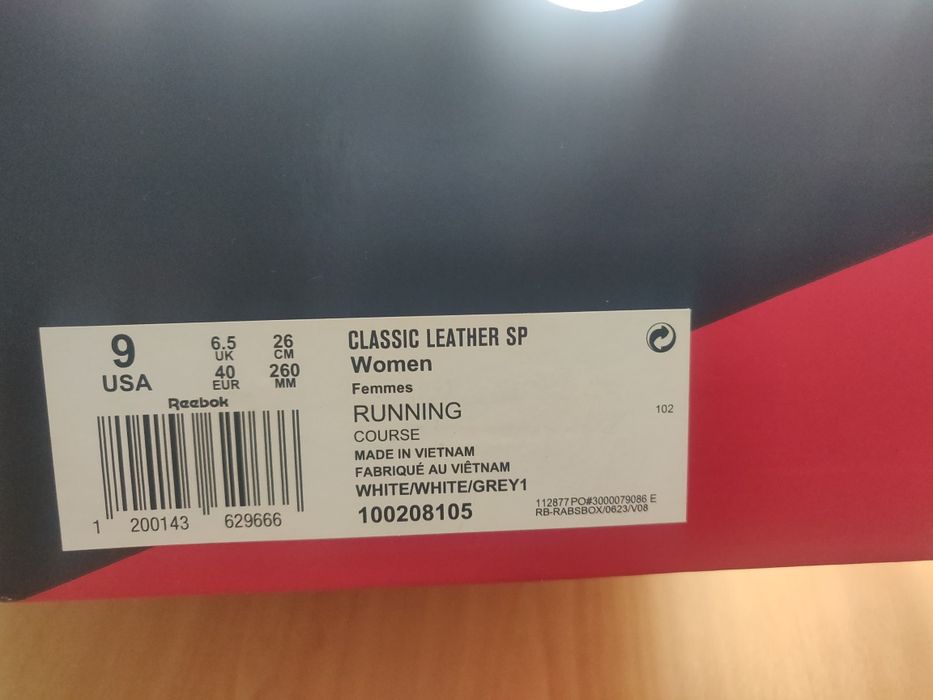 9
USA
6.5
UK
40
EUR
26
CM
260
MM
Reebok
1 200143 629666
CLASSIC LEATHER SP
Women
Femmes
RUNNING
COURSE
MADE IN VIETNAM
FABRIQUÉ AU VIÊTNAM
WHITE/WHITE/GREY1
100208105
102
112877 PO#3000079086 E
RB-RABSBOX/0623/V08